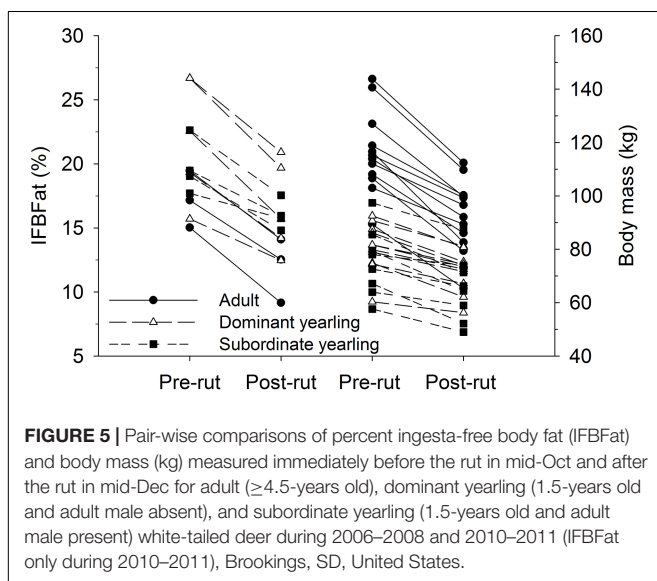 30
25
20
15
10
5
IFBFat (%)
160
140
120
100
80
60
40
Body mass (kg)
Adult
Dominant yearling
Subordinate yearling
Pre-rut Post-rut Pre-rut Post-rut
FIGURE 5 | Pair-wise comparisons of percent ingesta-free body fat (IFBFat)
and body mass (kg) measured immediately before the rut in mid-Oct and after
the rut in mid-Dec for adult (≥4.5-years old), dominant yearling (1.5-years old
and adult male absent), and subordinate yearling (1.5-years old and adult
male present) white-tailed deer during 2006–2008 and 2010–2011 (IFBFat
only during 2010–2011), Brookings, SD, United States.